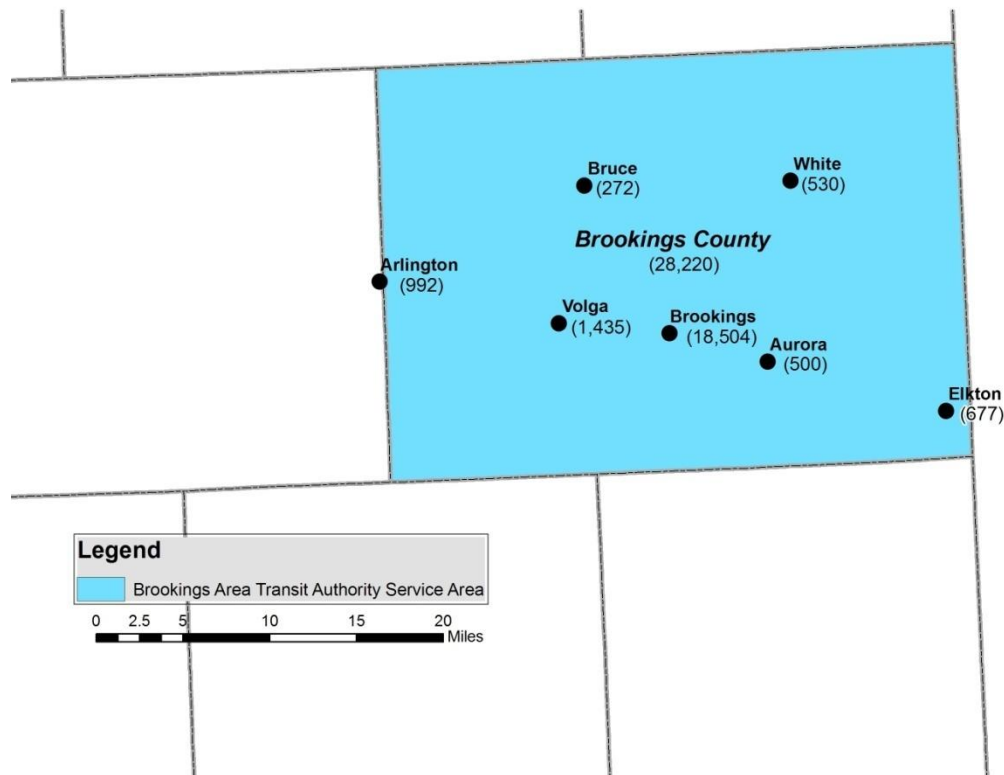 Bruce
(272)
White
(530)
Brookings County
(28,220)
Arlington
(992)
Volga
(1,435)
Brookings
(18,504)
Aurora
(500)
Elkton
(677)
Legend
Brookings Area Transit Authority Service Area
0 2.5 5 10 15 20
Miles